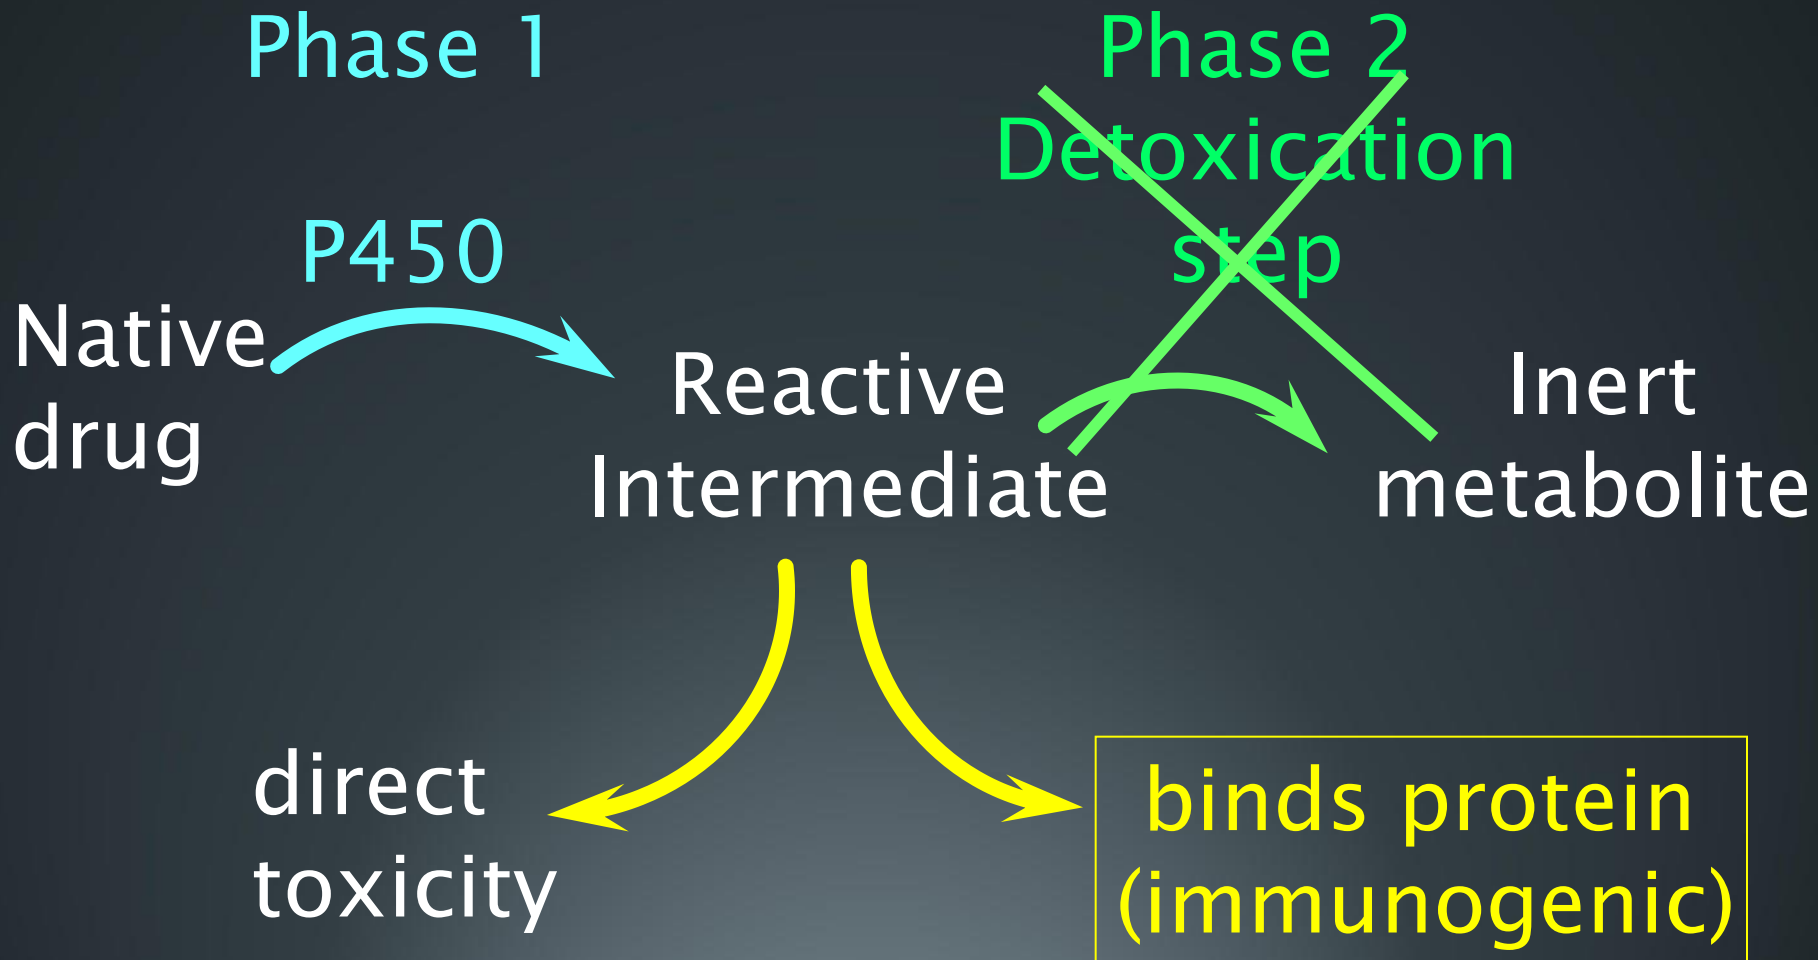 Phase 1
Phase 2
Detoxication
step
P450
Native
drug
Reactive
Intermediate
Inert
metabolite
direct
toxicity
binds protein
(immunogenic)